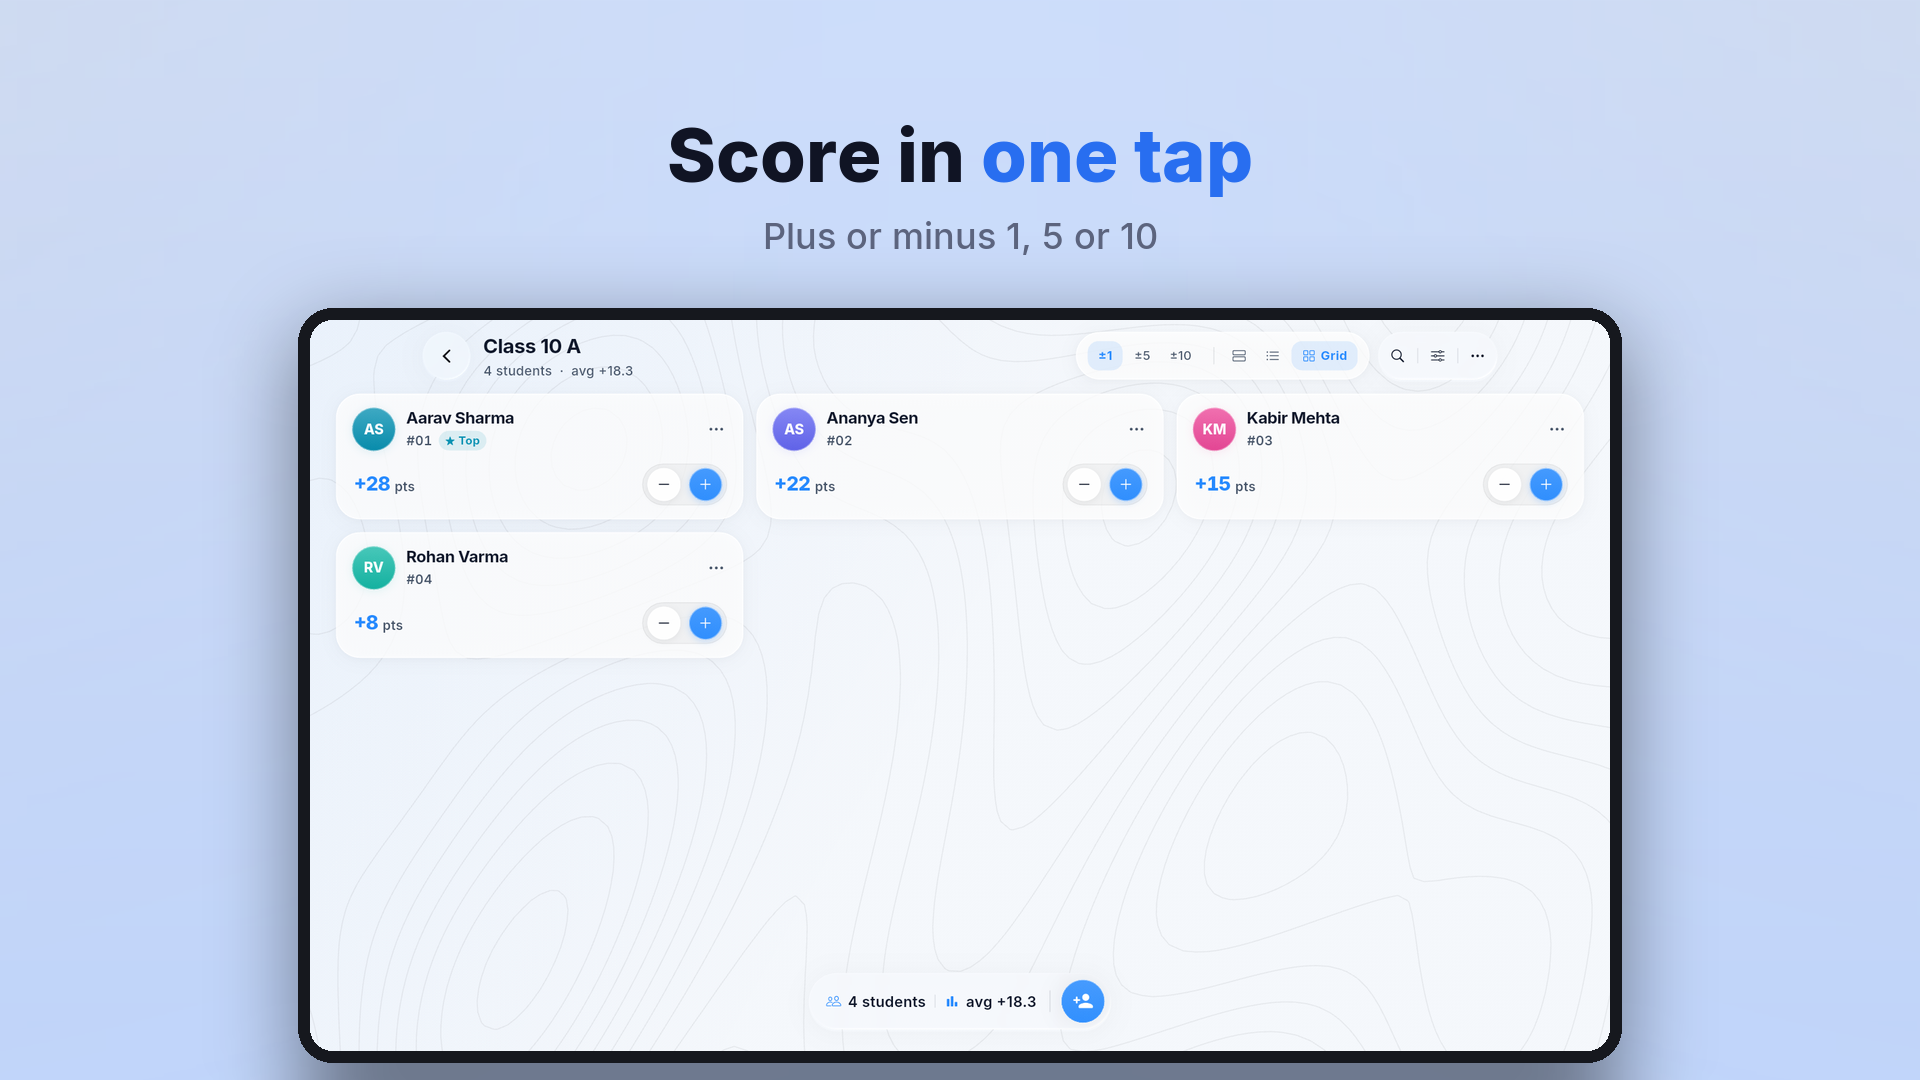 Score in one tap
Plus or minus 1, 5 or 10
Class 10 A
4 students · avg +18.3
±1 ±5 ±10 Grid
AS Aarav Sharma
#01 ★ Top
+28 pts
AS Ananya Sen
#02
+22 pts
KM Kabir Mehta
#03
+15 pts
RV Rohan Varma
#04
+8 pts
4 students avg +18.3